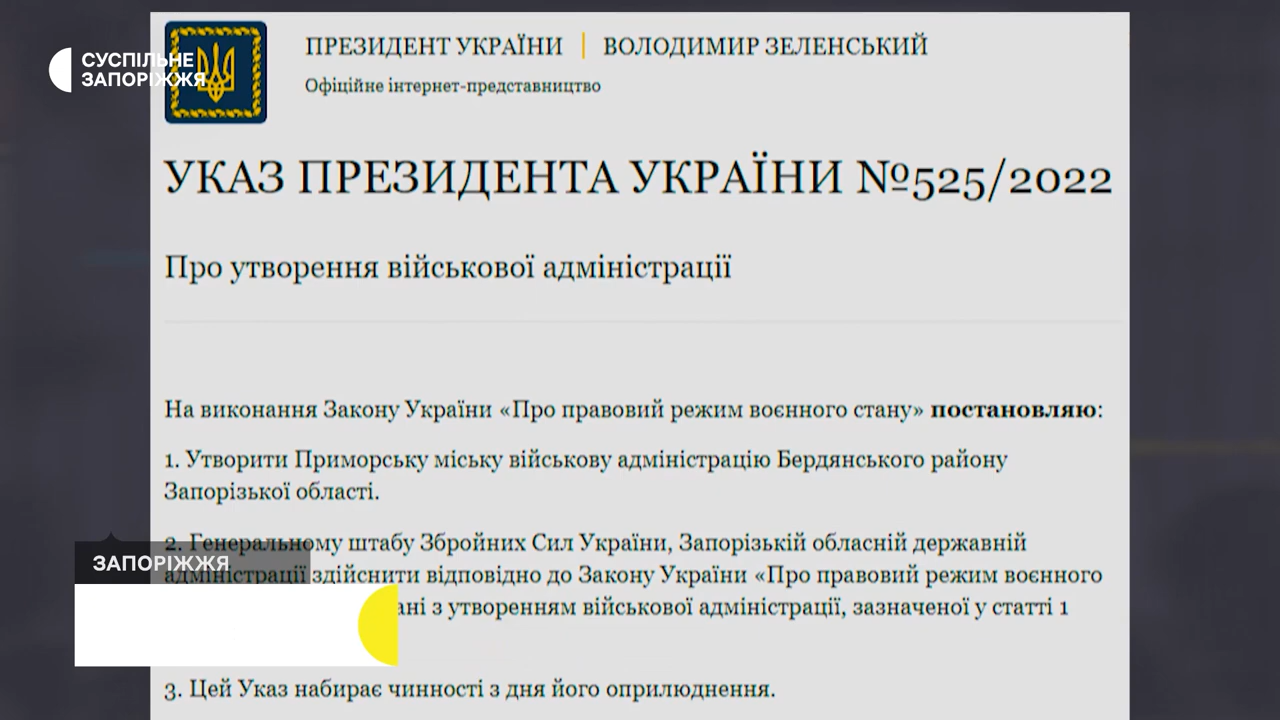 СУСПІЛЬНЕ
ЗАПОРІЖЖЯ
ПРЕЗИДЕНТ УКРАЇНИ | ВОЛОДИМИР ЗЕЛЕНСЬКИЙ
Офіційне інтернет-представництво
УКАЗ ПРЕЗИДЕНТА УКРАЇНИ №525/2022
Про утворення військової адміністрації
На виконання Закону України «Про правовий режим воєнного стану» постановляю:
1. Утворити Приморську міську військову адміністрацію Бердянського району
Запорізької області.
2. Генеральному штабу Збройних Сил України, Запорізькій обласній державній
адміністрації здійснити відповідно до Закону України «Про правовий режим воєнного
з утворенням військової адміністрації, зазначеної у статті 1
ЗАПОРІЖЖЯ
3. Цей Указ набирає чинності з дня його оприлюднення.